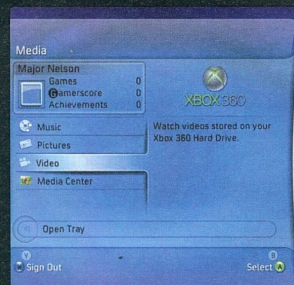 Media
Major Nelson
Games 0
Gamerscore 0
Achievements 0
XBOX 360
Music
Pictures
Video
Media Center
Watch videos stored on your
Xbox 360 Hard Drive.
Open Tray
Y
Sign Out
Select A